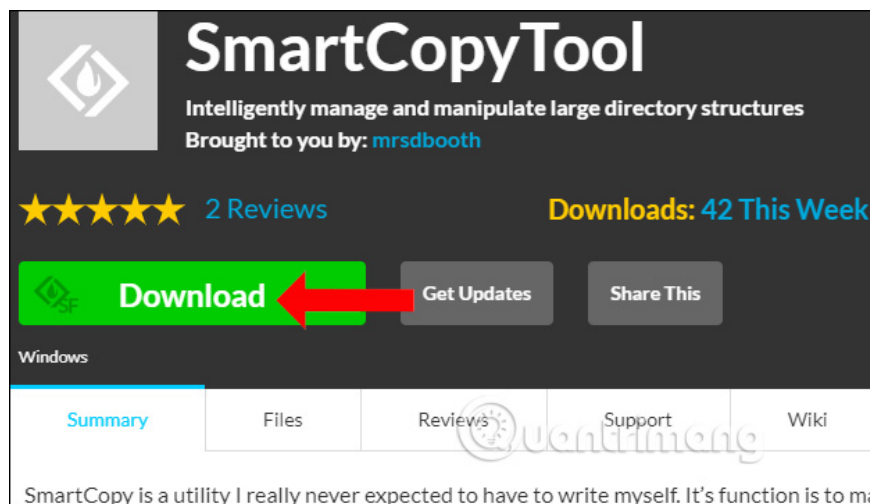 SmartCopyTool
Intelligently manage and manipulate large directory structures
Brought to you by: mrsdbooth
2 Reviews
Downloads: 42 This Week
SF Download
Get Updates
Share This
Windows
Summary Files Reviews Support Wiki
Quantrimang
SmartCopy is a utility I really never expected to have to write myself. It's function is to ma